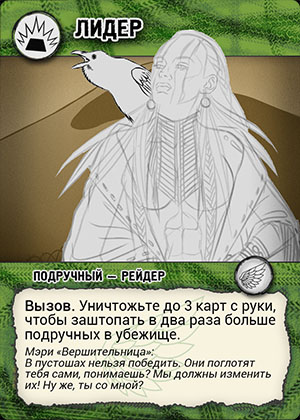 ЛИДЕР
ПОДРУЧНЫЙ – РЕЙДЕР
Вызов. Уничтожьте до 3 карт с руки,
чтобы заштопать в два раза больше
подручных в убежище.
Мэри «Вершительница»:
В пустошах нельзя победить. Они поглотят
тебя сами, понимаешь? Мы должны изменить
их! Ну же, ты со мной?